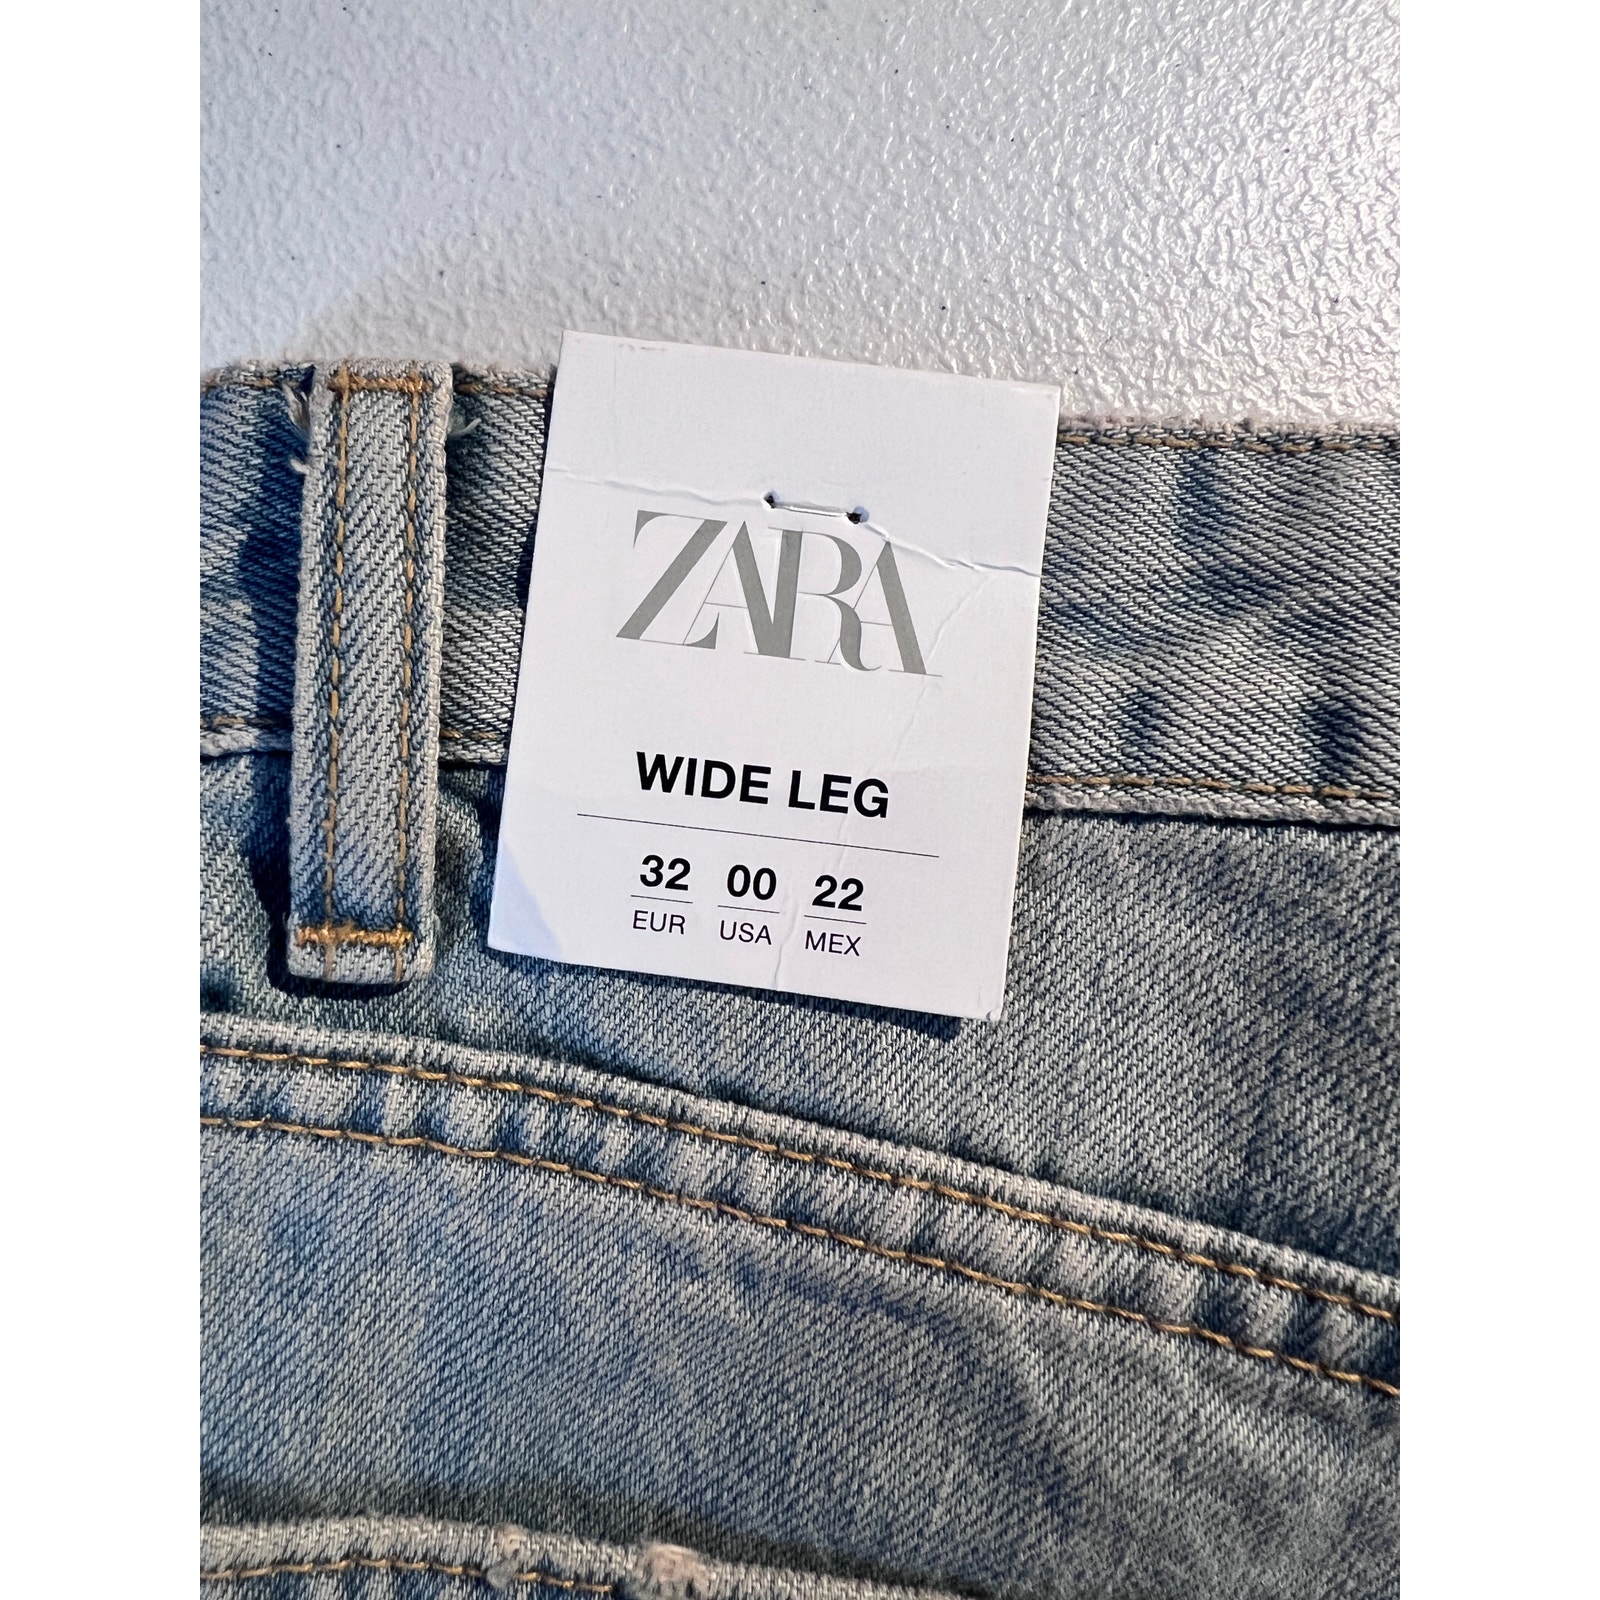 ZARA
WIDE LEG
32 00 22
EUR USA MEX